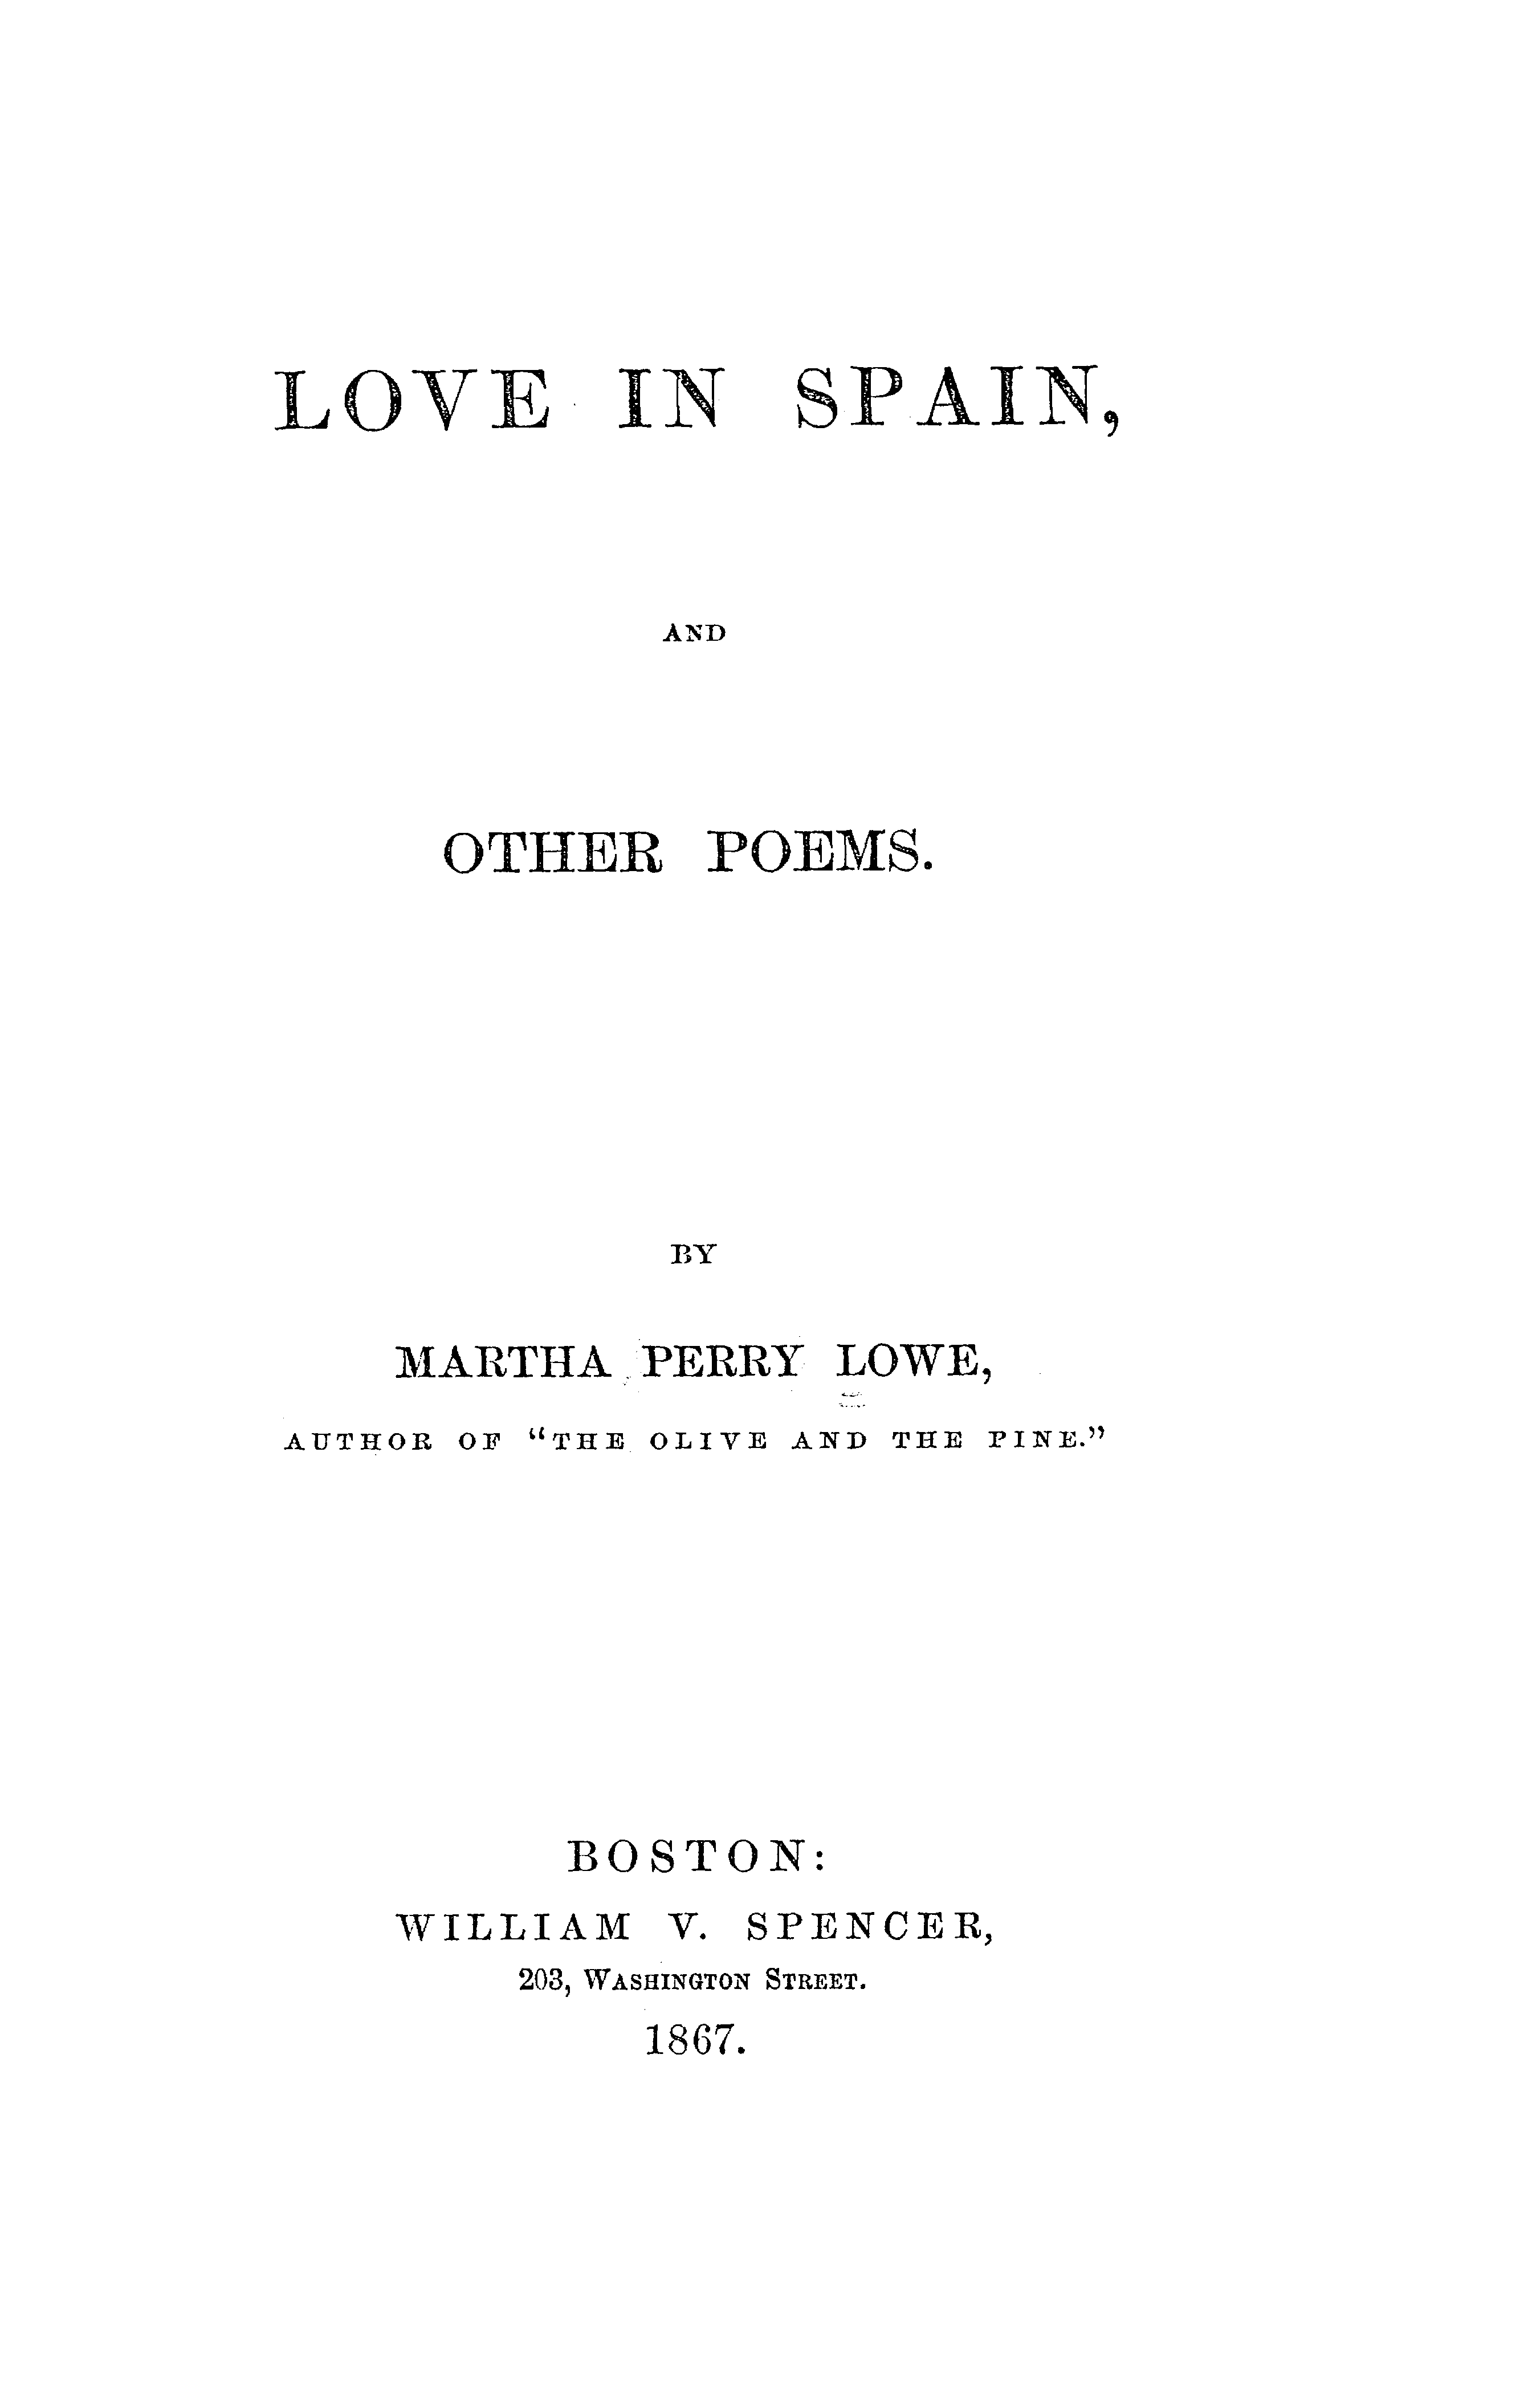 LOVE IN SPAIN,
AND
OTHER POEMS.
BY
MARTHA PERRY LOWE,
AUTHOR OF “THE OLIVE AND THE PINE.”
BOSTON:
WILLIAM V. SPENCER,
203, WASHINGTON STREET.
1867.